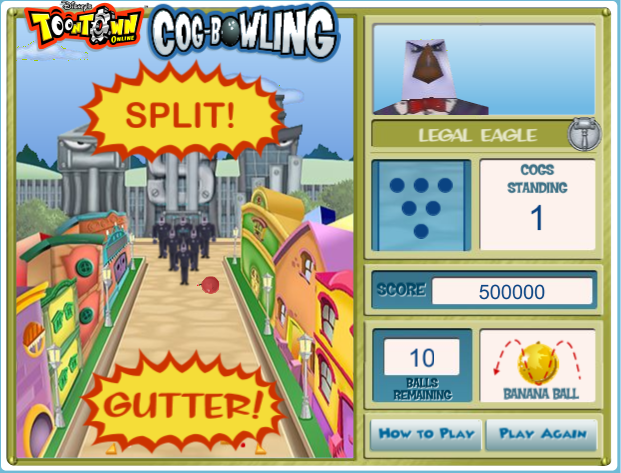 Disney's
TOONTOWN
ONLINE
COG-BOWLING
SPLIT!
LEGAL EAGLE
COGS
STANDING
1
SCORE 500000
10
BALLS
REMAINING
BANANA BALL
GUTTER!
HOW TO PLAY
PLAY AGAIN